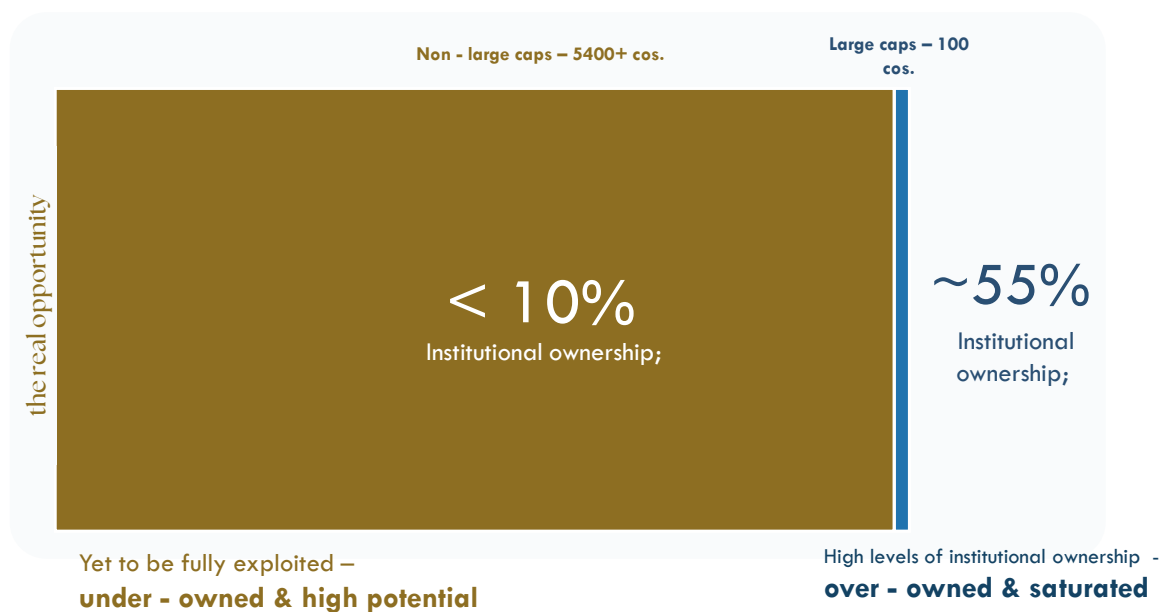 Non - large caps – 5400+ cos.
Large caps – 100
cos.
the real opportunity
< 10%
Institutional ownership;
~55%
Institutional
ownership;
Yet to be fully exploited –
under - owned & high potential
High levels of institutional ownership -
over - owned & saturated